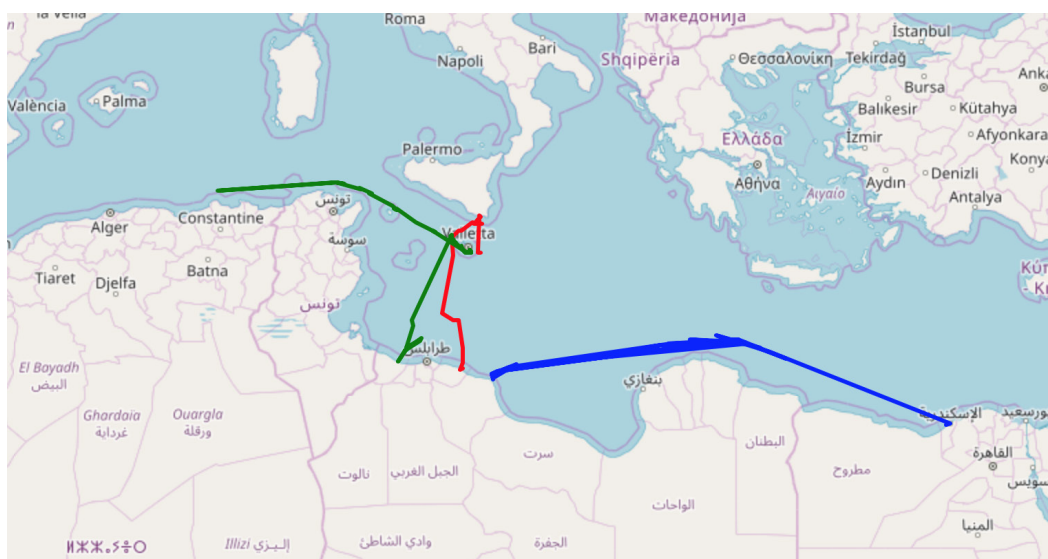 la Vella
Roma
Македонија
Bari
İstanbul
Napoli
Shqipëria
Θεσσαλονίκη
Tekirdağ
Bursa
València
Palma
Balıkesir
Kütahya
Afyonkara
Ελλάδα
İzmir
Palermo
Konya
Αθήνα
Aydın
Denizli
Αιγαίο
Antalya
تونس
Constantine
Alger
Valletta
سوسة
Batna
Tiaret
Djelfa
تونس
طرابلس
El Bayadh
البيض
بنغازي
Ghardaia
غرداية
Ouargla
ورقلة
الإسكندرية
بورسعيد
البطنان
القاهرة
سرت
الجبل الغربي
نالوت
مطروح
السويس
الواحات
المنيا
ⵍⵣⵣⴰⵢⴻⵔ
Illizi إليزي
وادي الشاطئ
الجفرة